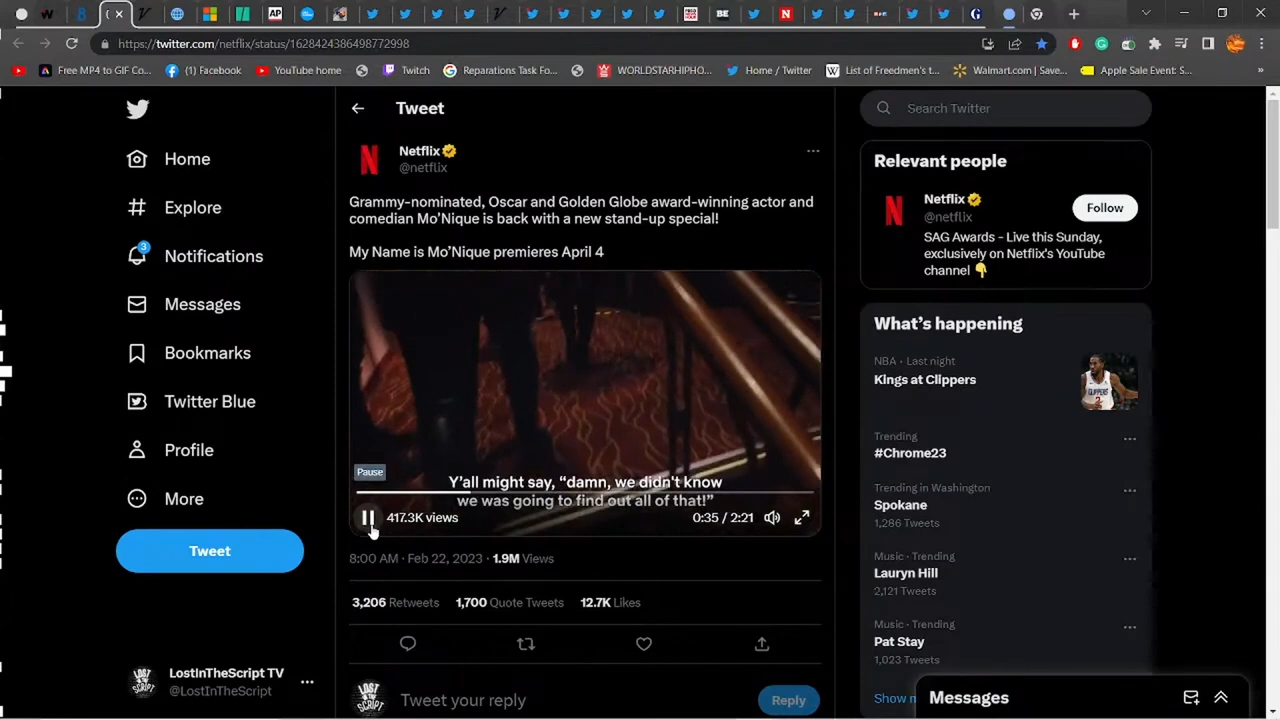 https://twitter.com/netflix/status/1628424386498772998
Free MP4 to GIF Co...
(1) Facebook
YouTube home
Twitch
Reparations Task Fo...
WORLDSTARHIPHO...
Home / Twitter
List of Freedmen's t...
Walmart.com | Save...
Apple Sale Event: S...
»
Home
Explore
3
Notifications
Messages
Bookmarks
Twitter Blue
Profile
More
Tweet
LostInTheScript TV
@LostInTheScript
Tweet
Netflix
@netflix
Grammy-nominated, Oscar and Golden Globe award-winning actor and
comedian Mo'Nique is back with a new stand-up special!
My Name is Mo'Nique premieres April 4
Pause
Y'all might say, “damn, we didn't know
we was going to find out all of that!”
417.3K views
0:35 / 2:21
8:00 AM · Feb 22, 2023 · 1.9M Views
3,206 Retweets 1,700 Quote Tweets 12.7K Likes
Tweet your reply
Reply
Search Twitter
Relevant people
Netflix
@netflix
Follow
SAG Awards - Live this Sunday,
exclusively on Netflix's YouTube
channel
What's happening
NBA · Last night
Kings at Clippers
Trending
#Chrome23
Trending in Washington
Spokane
1,286 Tweets
Music · Trending
Lauryn Hill
2,121 Tweets
Music · Trending
Pat Stay
1,023 Tweets
Show
Messages